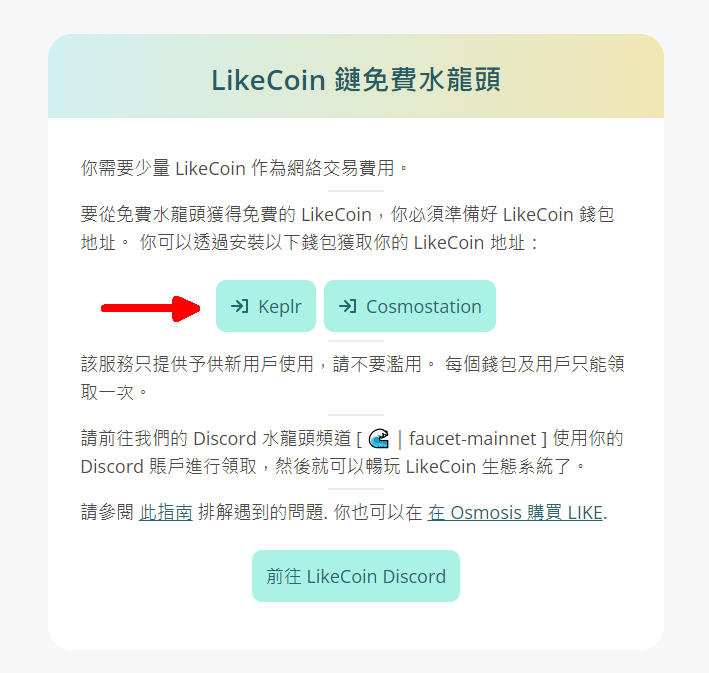 LikeCoin 鏈免費水龍頭
你需要少量 LikeCoin 作為網絡交易費用。
要從免費水龍頭獲得免費的 LikeCoin，你必須準備好 LikeCoin 錢包
地址。 你可以透過安裝以下錢包獲取你的 LikeCoin 地址：
Keplr Cosmostation
該服務只提供予供新用戶使用，請不要濫用。 每個錢包及用戶只能領
取一次。
請前往我們的 Discord 水龍頭頻道 [ 🌊｜faucet-mainnet ] 使用你的
Discord 賬戶進行領取，然後就可以暢玩 LikeCoin 生態系統了。
請參閱 此指南 排解遇到的問題. 你也可以在 在 Osmosis 購買 LIKE.
前往 LikeCoin Discord